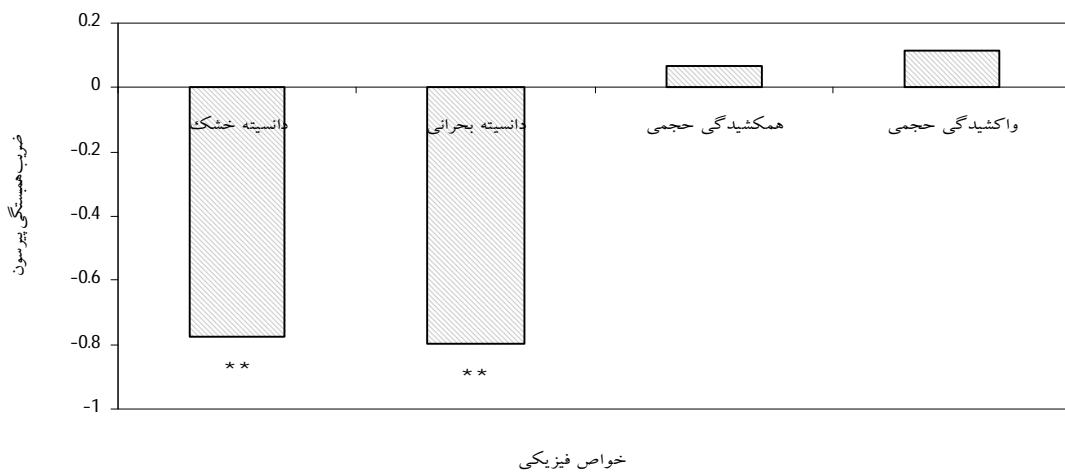 0.2
0
-0.2
-0.4
-0.6
-0.8
-1
ضریب همبستگی پیرسون
دانسیته خشک
دانسیته بحرانی
همکشیدگی حجمی
واکشیدگی حجمی
**
**
خواص فیزیکی